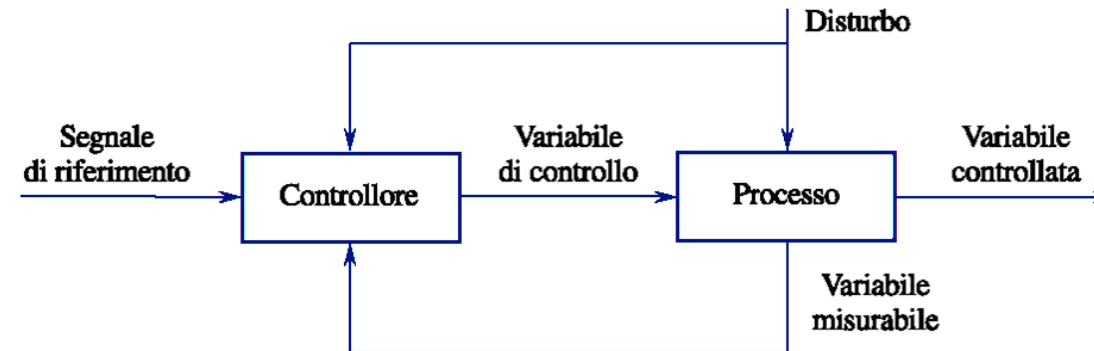 Disturbo
Segnale
di riferimento
Controllore
Variabile
di controllo
Processo
Variabile
controllata
Variabile
misurabile